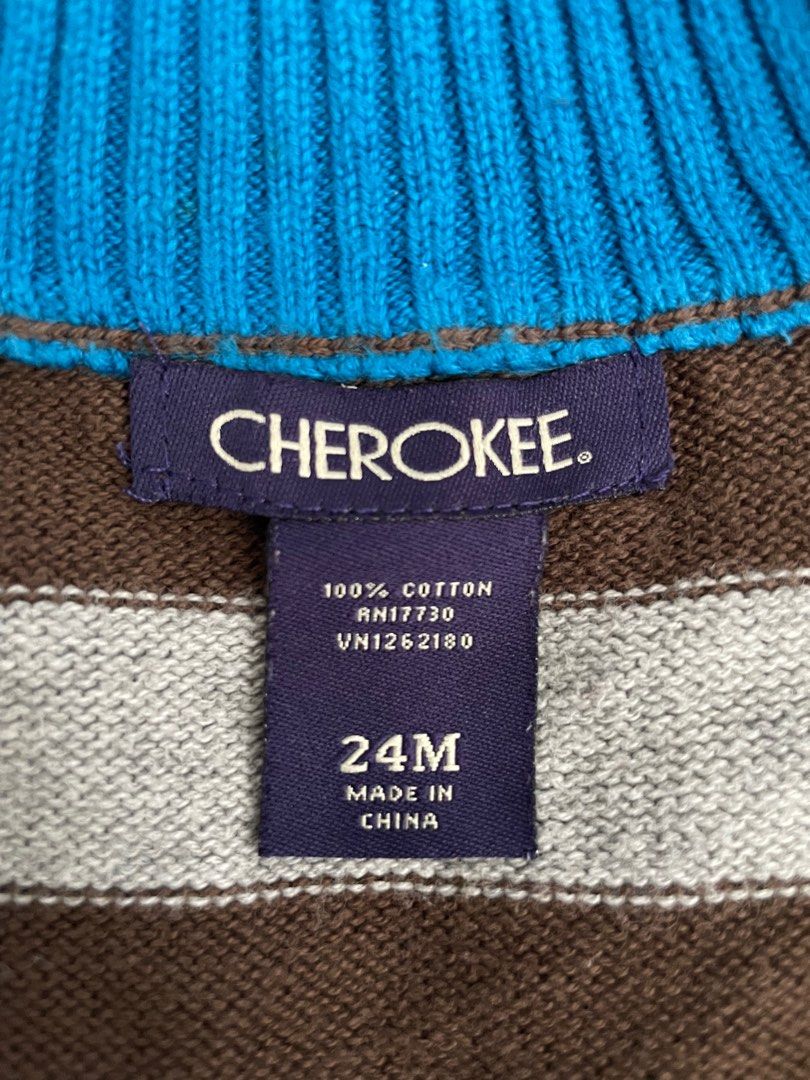 CHEROKEE®
100% COTTON
RN17730
VN1262180
24M
MADE IN
CHINA